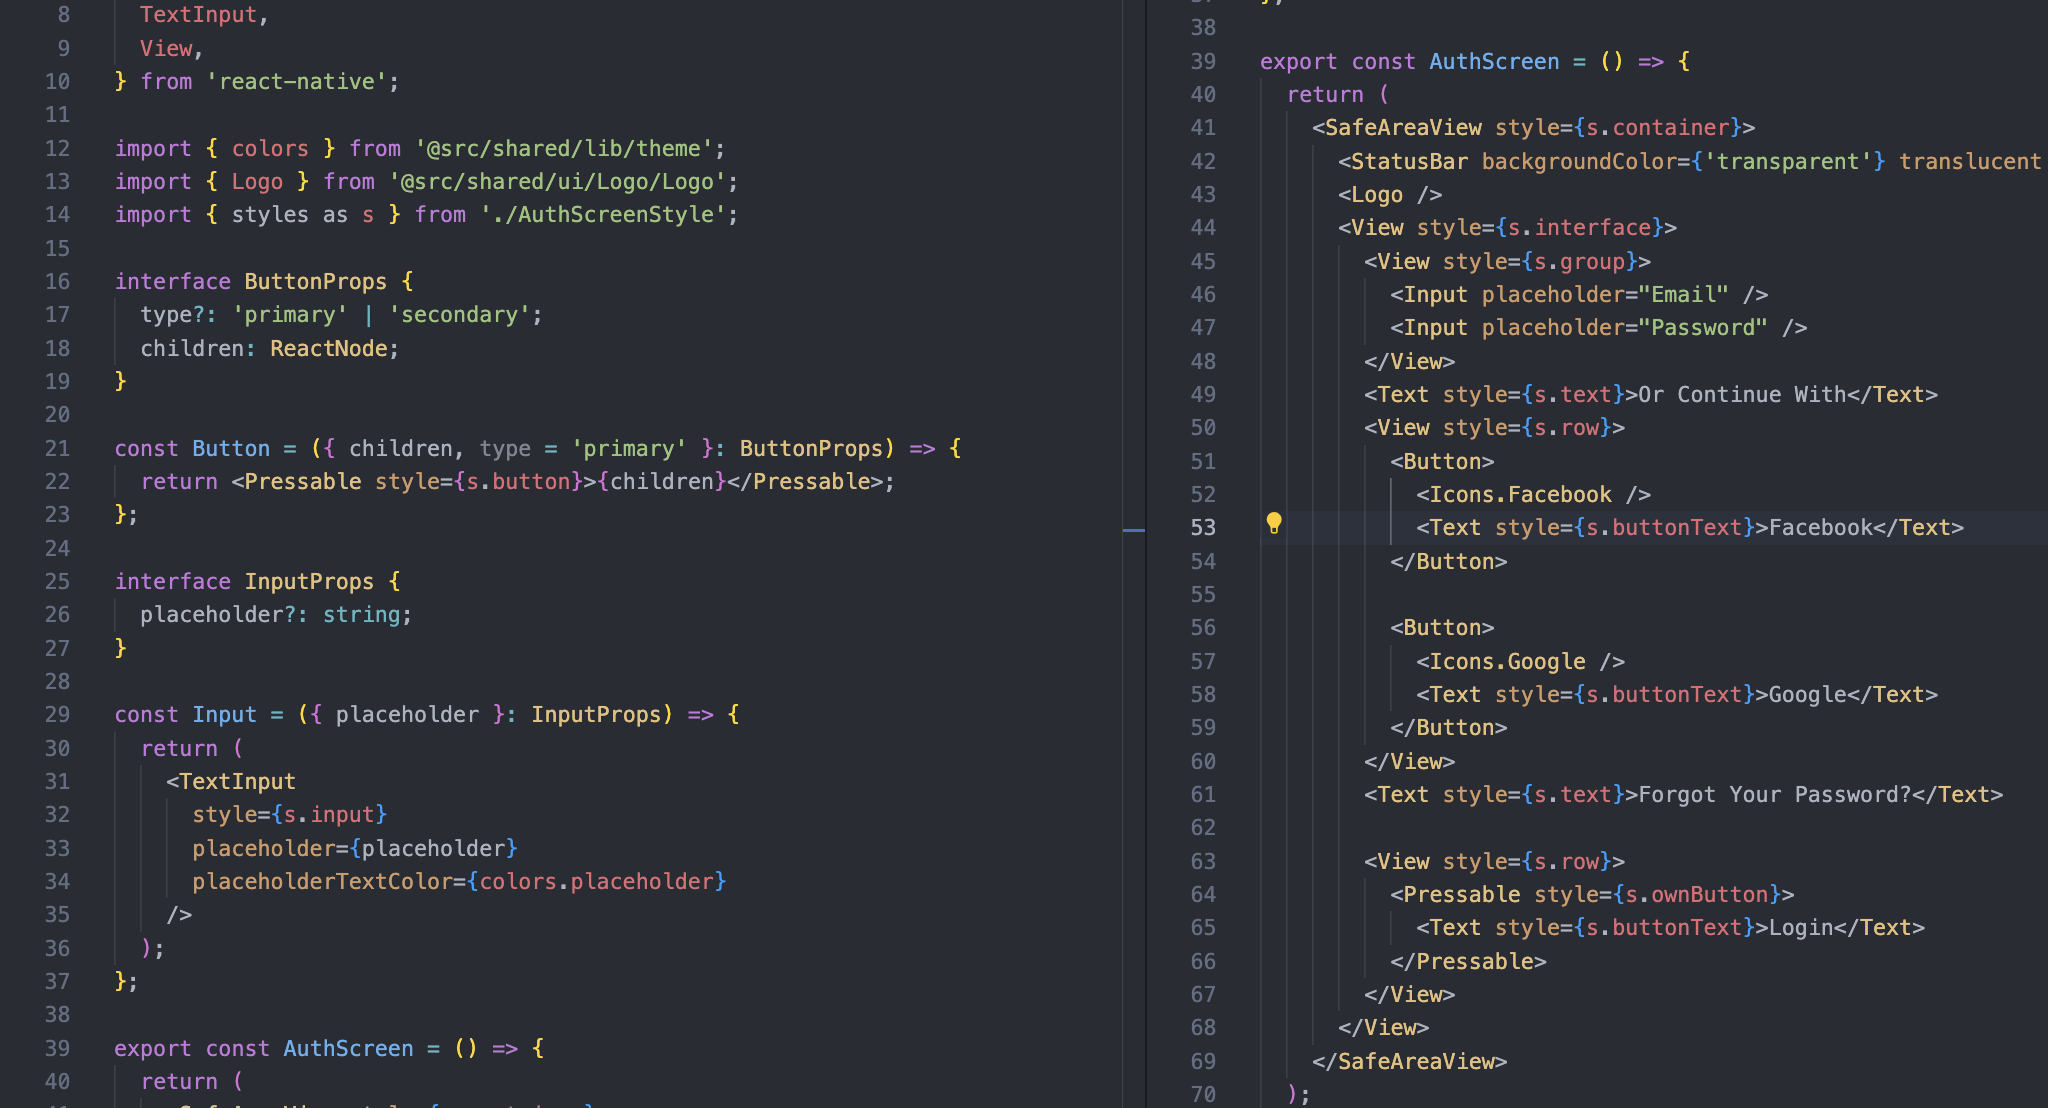 8 TextInput,
9 View,
10 } from 'react-native';
11
12 import { colors } from '@src/shared/lib/theme';
13 import { Logo } from '@src/shared/ui/Logo/Logo';
14 import { styles as s } from './AuthScreenStyle';
15
16 interface ButtonProps {
17 type?: 'primary' | 'secondary';
18 children: ReactNode;
19 }
20
21 const Button = ({ children, type = 'primary' }: ButtonProps) => {
22 return <Pressable style={s.button}>{children}</Pressable>;
23 };
24
25 interface InputProps {
26 placeholder?: string;
27 }
28
29 const Input = ({ placeholder }: InputProps) => {
30 return (
31 <TextInput
32 style={s.input}
33 placeholder={placeholder}
34 placeholderTextColor={colors.placeholder}
35 />
36 );
37 };
38
39 export const AuthScreen = () => {
40 return (
38
39 export const AuthScreen = () => {
40 return (
41 <SafeAreaView style={s.container}>
42 <StatusBar backgroundColor={'transparent'} translucent
43 <Logo />
44 <View style={s.interface}>
45 <View style={s.group}>
46 <Input placeholder="Email" />
47 <Input placeholder="Password" />
48 </View>
49 <Text style={s.text}>Or Continue With</Text>
50 <View style={s.row}>
51 <Button>
52 <Icons.Facebook />
53 <Text style={s.buttonText}>Facebook</Text>
54 </Button>
55
56 <Button>
57 <Icons.Google />
58 <Text style={s.buttonText}>Google</Text>
59 </Button>
60 </View>
61 <Text style={s.text}>Forgot Your Password?</Text>
62
63 <View style={s.row}>
64 <Pressable style={s.ownButton}>
65 <Text style={s.buttonText}>Login</Text>
66 </Pressable>
67 </View>
68 </View>
69 </SafeAreaView>
70 );